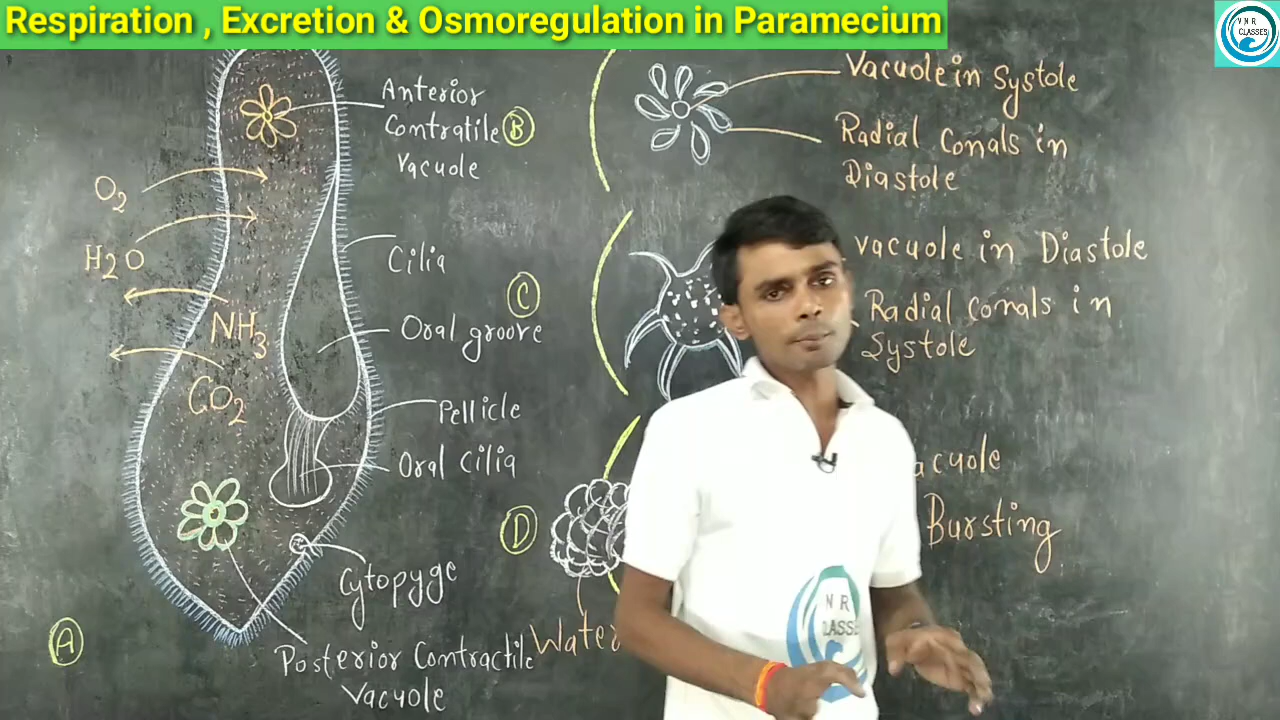 Respiration , Excretion & Osmoregulation in Paramecium
VNR
CLASSES
Anterior
Contratile
Vacuole
O2
H2O
NH3
CO2
Cilia
Oral groove
Pellicle
Oral Cilia
Cytopyge
Posterior Contractile
Vacuole
A
B
Vacuole in Systole
Radial Conals in
Diastole
C
vacuole in Diastole
Radial Conals in
Systole
D
acuole
Bursting
Water
N R
CLASSE